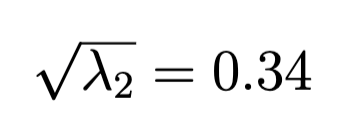 √λ₂ = 0.34